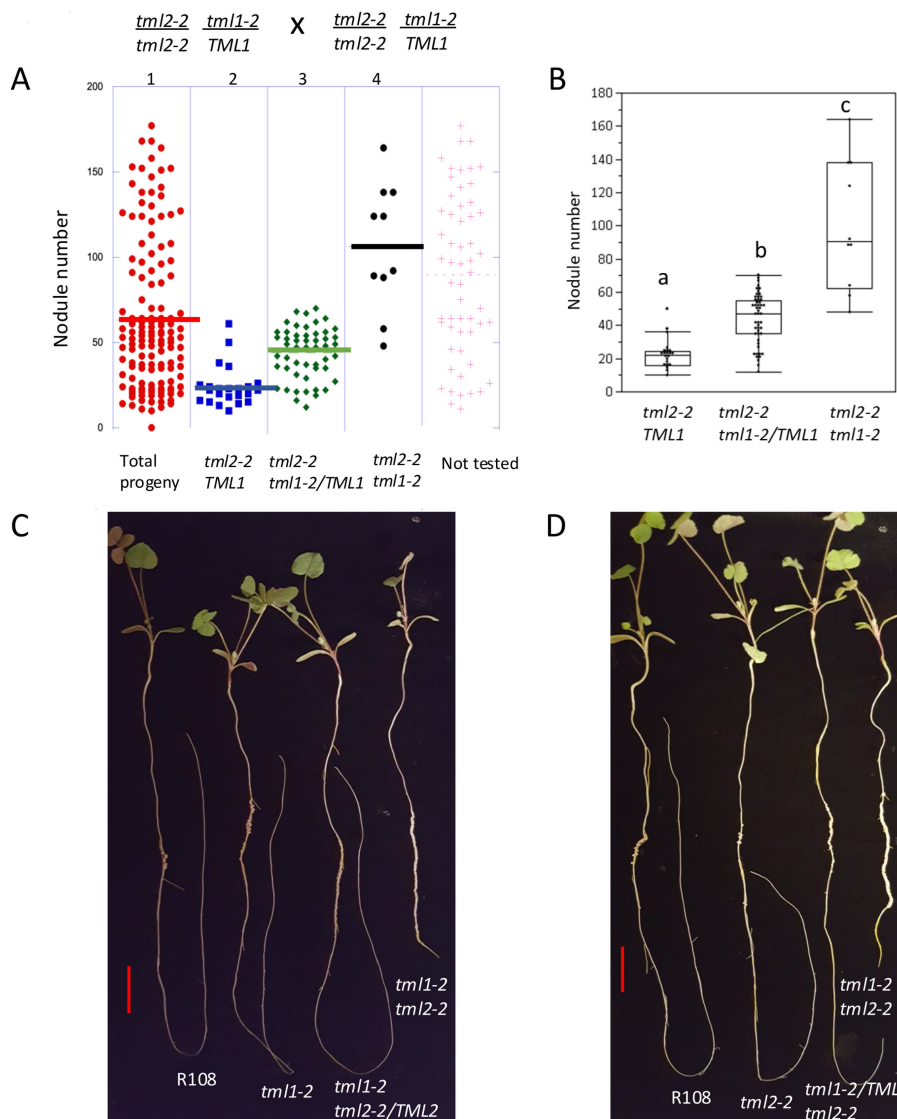 tml2-2 tml1-2 X tml2-2 tml1-2
tml2-2 TML1 tml2-2 TML1
A
1 2 3 4
200
150
100
50
0
Nodule number
Total
progeny
tml2-2
TML1
tml2-2
tml1-2/TML1
tml2-2
tml1-2
Not tested
B
180
160
140
120
100
80
60
40
20
0
Nodule number
a
b
c
tml2-2
TML1
tml2-2
tml1-2/TML1
tml2-2
tml1-2
C
R108
tml1-2
tml1-2
tml2-2/TML2
tml1-2
tml2-2
D
R108
tml2-2
tml1-2/TML
tml2-2
tml1-2
tml2-2